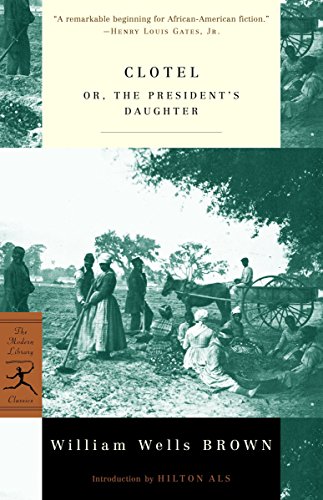 "A remarkable beginning for African-American fiction."
—HENRY LOUIS GATES, JR.
CLOTEL
OR, THE PRESIDENT'S
DAUGHTER
The
Modern Library
Classics
William Wells BROWN
Introduction by HILTON ALS